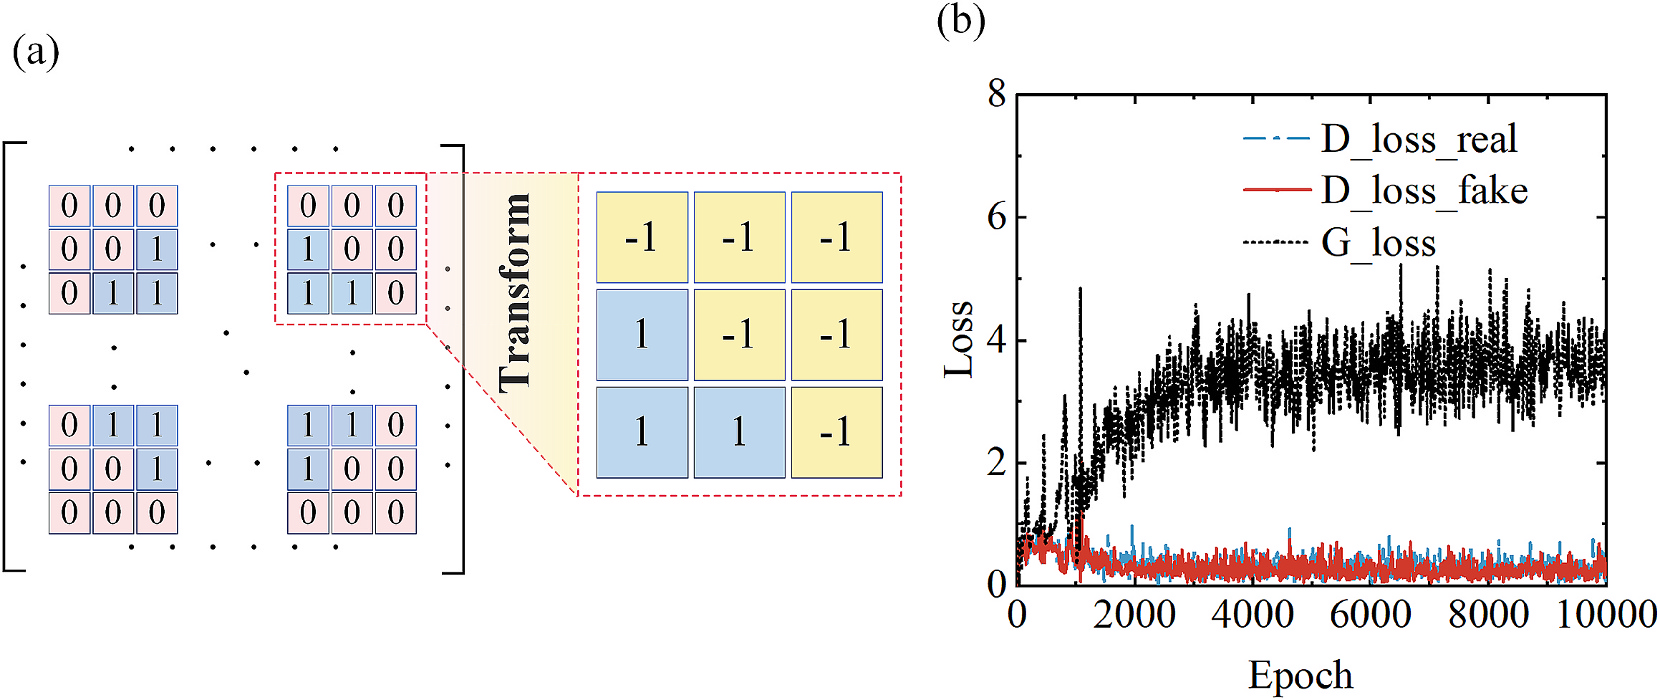 (a)
0 0 0
0 0 1
0 1 1
0 0 0
1 0 0
1 1 0
0 1 1
0 0 1
0 0 0
1 1 0
1 0 0
0 0 0
Transform
-1 -1 -1
1 -1 -1
1 1 -1
(b)
8
6
4
2
0
Loss
D_loss_real
D_loss_fake
G_loss
0 2000 4000 6000 8000 10000
Epoch